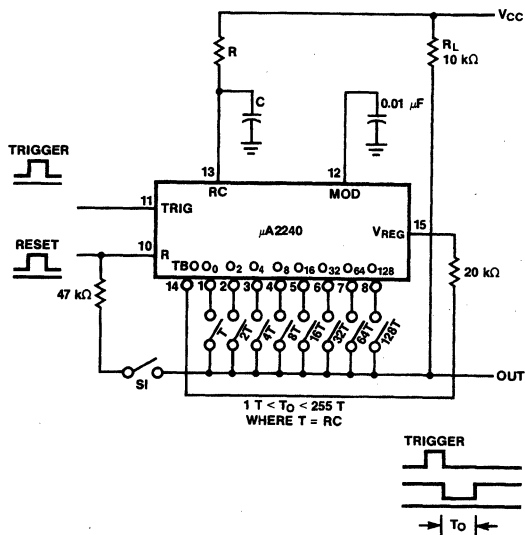 VCC
R
RL
10 kΩ
C
0.01 µF
TRIGGER
13
12
RC
MOD
11
TRIG
µA2240
15
VREG
RESET
10
R
TBO O0 O2 O4 O8 O16 O32 O64 O128
14 1 2 3 4 5 6 7 8
20 kΩ
47 kΩ
T 2T 4T 8T 16T 32T 64T 128T
SI
OUT
1 T < TO < 255 T
WHERE T = RC
TRIGGER
TO